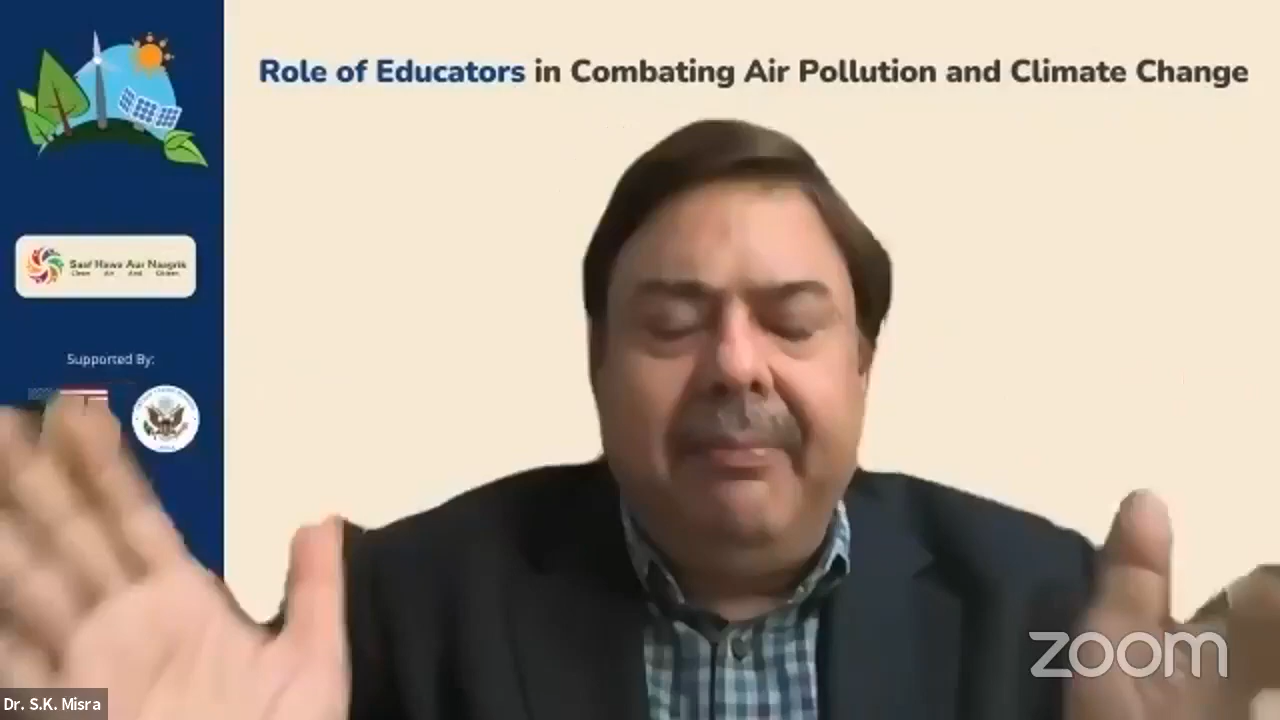 Role of Educators in Combating Air Pollution and Climate Change
Saaf Hawa Aur Naagrik
Clean Air And Citizen
Supported By:
zoom
Dr. S.K. Misra